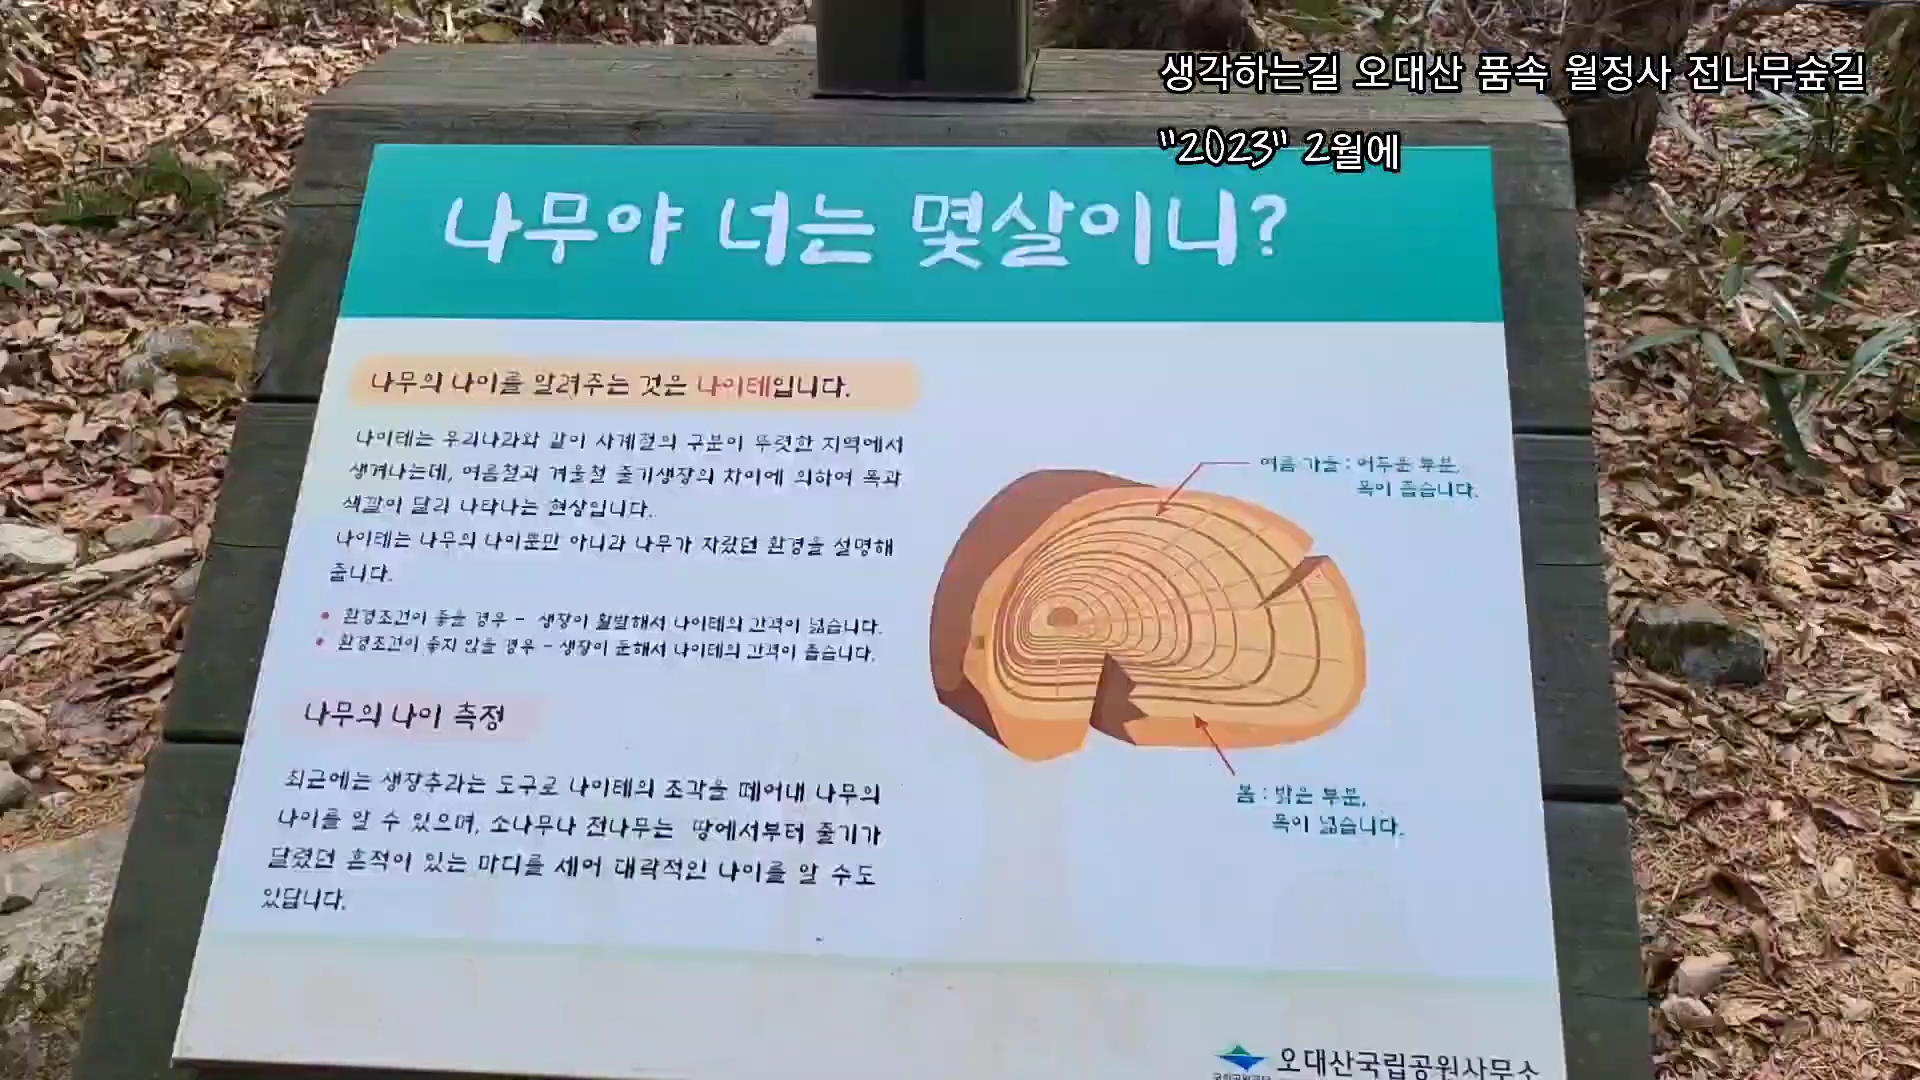 생각하는길 오대산 품속 월정사 전나무숲길
"2023" 2월에
나무야 너는 몇살이니?
나무의 나이를 알려주는 것은 나이테입니다.
나이테는 우리나라와 같이 사계절의 구분이 뚜렷한 지역에서
생겨나는데, 여름철과 겨울철 줄기생장의 차이에 의하여 폭과
색깔이 달리 나타나는 현상입니다.
나이테는 나무의 나이뿐만 아니라 나무가 자랐던 환경을 설명해
줍니다.
• 환경조건이 좋을 경우 - 생장이 활발해서 나이테의 간격이 넓습니다.
• 환경조건이 좋지 않을 경우 - 생장이 둔해서 나이테의 간격이 좁습니다.
여름·가을 : 어두운 부분,
폭이 좁습니다.
봄 : 밝은 부분,
폭이 넓습니다.
나무의 나이 측정
최근에는 생장추라는 도구로 나이테의 조각을 떼어내 나무의
나이를 알 수 있으며, 소나무나 전나무는 땅에서부터 줄기가
달렸던 흔적이 있는 마디를 세어 대략적인 나이를 알 수도
있답니다.
오대산국립공원사무소